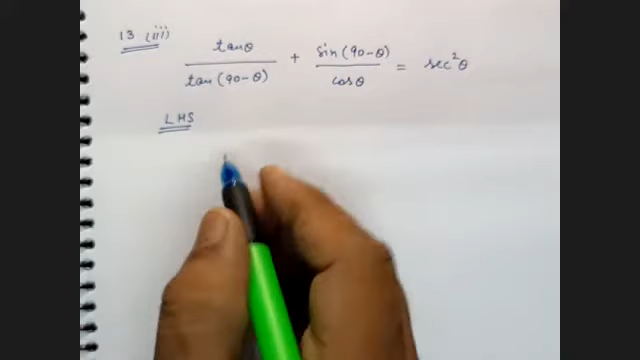 13 (iii) tanθ / tan (90-θ) + sin (90-θ) / cosθ = sec²θ
LHS